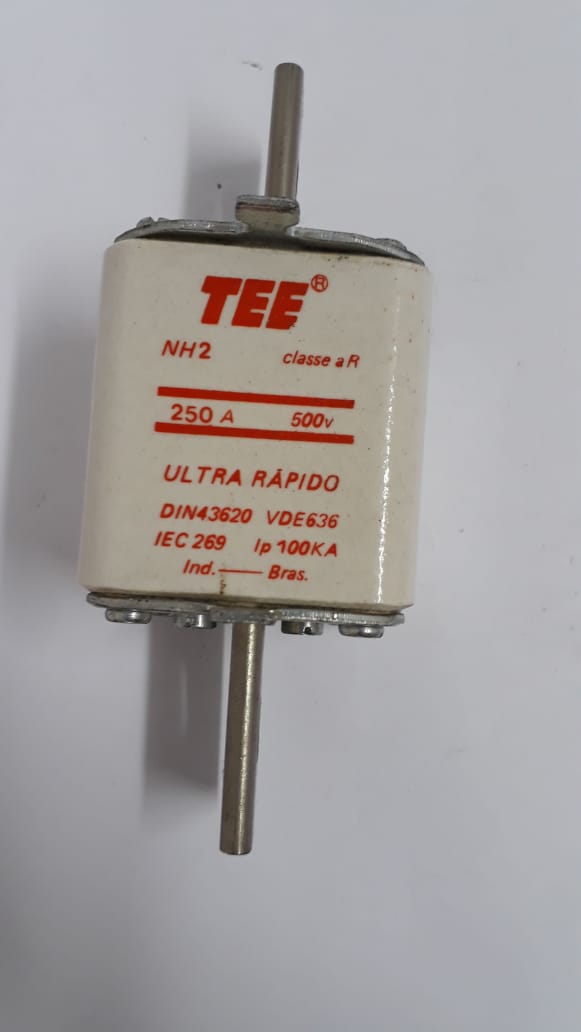 TEE®
NH2 classe aR
250 A 500v
ULTRA RÁPIDO
DIN43620 VDE636
IEC 269 Ip 100KA
Ind.—Bras.